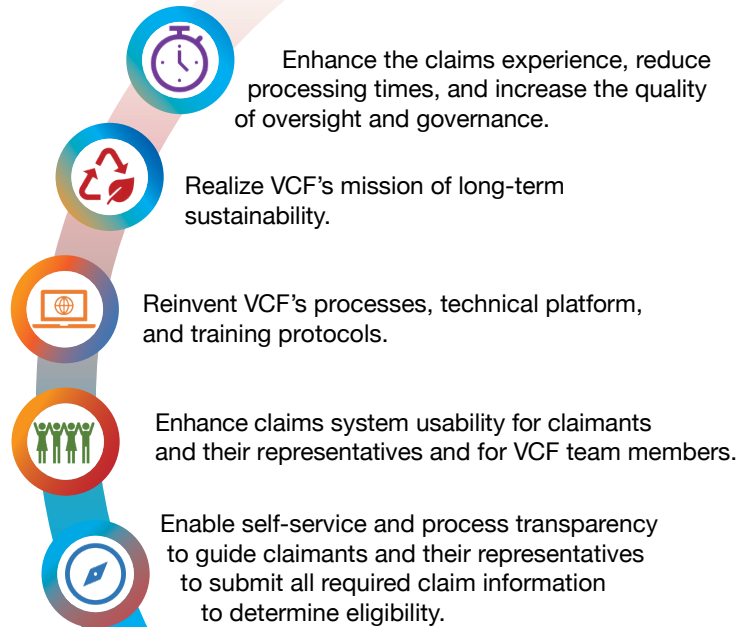 Enhance the claims experience, reduce
processing times, and increase the quality
of oversight and governance.
Realize VCF’s mission of long-term
sustainability.
Reinvent VCF’s processes, technical platform,
and training protocols.
Enhance claims system usability for claimants
and their representatives and for VCF team members.
Enable self-service and process transparency
to guide claimants and their representatives
to submit all required claim information
to determine eligibility.